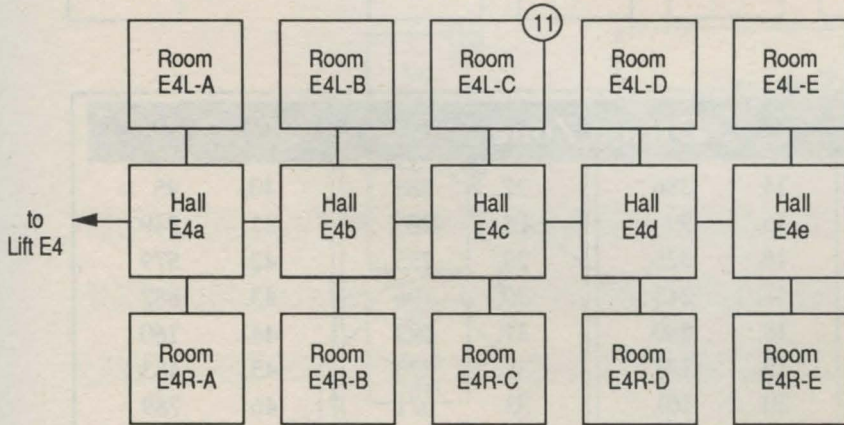 11
Room
E4L-A
Room
E4L-B
Room
E4L-C
Room
E4L-D
Room
E4L-E
to
Lift E4
Hall
E4a
Hall
E4b
Hall
E4c
Hall
E4d
Hall
E4e
Room
E4R-A
Room
E4R-B
Room
E4R-C
Room
E4R-D
Room
E4R-E